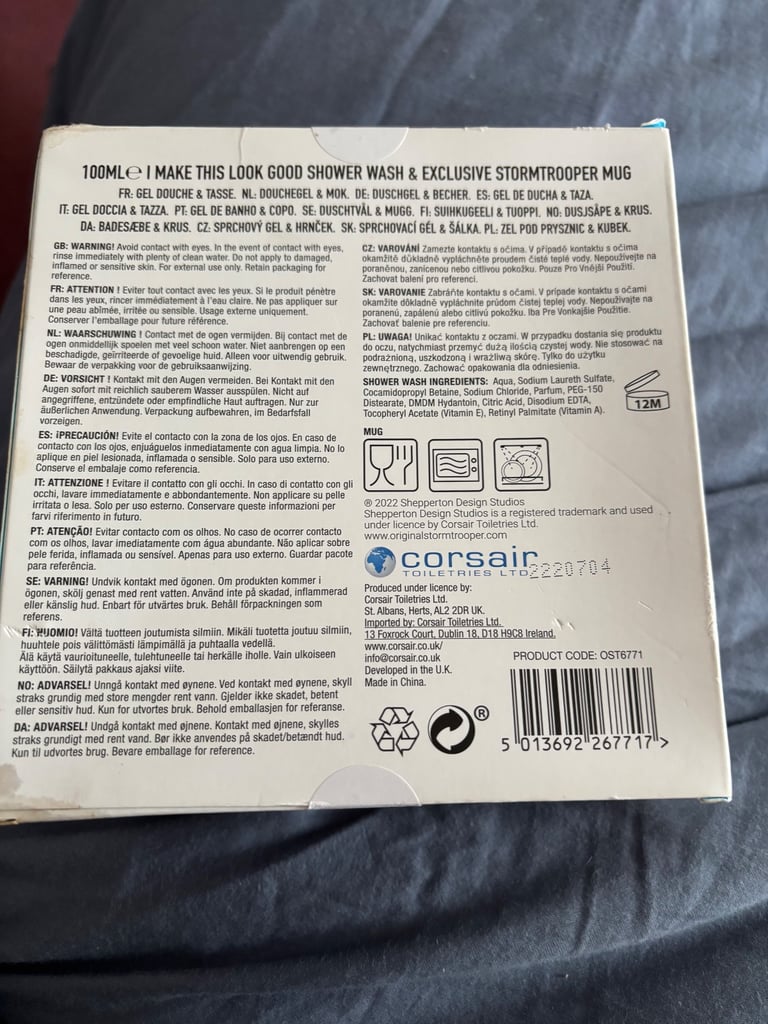 100ML℮ I MAKE THIS LOOK GOOD SHOWER WASH & EXCLUSIVE STORMTROOPER MUG
FR: GEL DOUCHE & TASSE. NL: DOUCHEGEL & MOK. DE: DUSCHGEL & BECHER. ES: GEL DE DUCHA & TAZA.
IT: GEL DOCCIA & TAZZA. PT: GEL DE BANHO & COPO. SE: DUSCHTVÅL & MUGG. FI: SUIHKUGEELI & TUOPPI. NO: DUSJSÅPE & KRUS.
DA: BADESÆBE & KRUS. CZ: SPRCHOVÝ GEL & HRNČEK. SK: SPRCHOVACÍ GÉL & ŠÁLKA. PL: ŻEL POD PRYSZNIC & KUBEK.
GB: WARNING! Avoid contact with eyes. In the event of contact with eyes,
rinse immediately with plenty of clean water. Do not apply to damaged,
inflamed or sensitive skin. For external use only. Retain packaging for
reference.
FR: ATTENTION ! Eviter tout contact avec les yeux. Si le produit pénètre
dans les yeux, rincer immédiatement à l'eau claire. Ne pas appliquer sur
une peau abîmée, irritée ou sensible. Usage externe uniquement.
Conserver l'emballage pour future référence.
NL: WAARSCHUWING ! Contact met de ogen vermijden. Bij contact met de
ogen onmiddellijk spoelen met veel schoon water. Niet aanbrengen op een
beschadigde, geïrriteerde of gevoelige huid. Alleen voor uitwendig gebruik.
Bewaar de verpakking voor de gebruiksaanwijzing.
DE: VORSICHT ! Kontakt mit den Augen vermeiden. Bei Kontakt mit den
Augen sofort mit reichlich sauberem Wasser ausspülen. Nicht auf
angegriffene, entzündete oder empfindliche Haut auftragen. Nur zur
äußerlichen Anwendung. Verpackung aufbewahren, im Bedarfsfall
vorzeigen.
ES: ¡PRECAUCIÓN! Evite el contacto con la zona de los ojos. En caso de
contacto con los ojos, enjuáguelos inmediatamente con agua limpia. No lo
aplique en piel lesionada, inflamada o sensible. Solo para uso externo.
Conserve el embalaje como referencia.
IT: ATTENZIONE ! Evitare il contatto con gli occhi. In caso di contatto con gli
occhi, lavare immediatamente e abbondantemente. Non applicare su pelle
irritata o lesa. Solo per uso esterno. Conservare queste informazioni per
farvi riferimento in futuro.
PT: ATENÇÃO! Evitar contacto com os olhos. No caso de ocorrer contacto
com os olhos, lavar imediatamente com água abundante. Não aplicar sobre
pele ferida, inflamada ou sensível. Apenas para uso externo. Guardar pacote
para referência.
SE: VARNING! Undvik kontakt med ögonen. Om produkten kommer i
ögonen, skölj genast med rent vatten. Använd inte på skadad, inflammerad
eller känslig hud. Enbart för utvärtes bruk. Behåll förpackningen som
referens.
FI: HUOMIO! Vältä tuotteen joutumista silmiin. Mikäli tuotetta joutuu silmiin,
huuhtele pois välittömästi lämpimällä ja puhtaalla vedellä.
Älä käytä vaurioituneelle, tulehtuneelle tai herkälle iholle. Vain ulkoiseen
käyttöön. Säilytä pakkaus ajaksi viite.
NO: ADVARSEL! Unngå kontakt med øynene. Ved kontakt med øynene, skyll
straks grundig med store mengder rent vann. Gjelder ikke skadet, betent
eller sensitiv hud. Kun for utvortes bruk. Behold emballasjen for referanse.
DA: ADVARSEL! Undgå kontakt med øjnene. Kontakt med øjnene, skylles
straks grundigt med rent vand. Bør ikke anvendes på skadet/betændt hud.
Kun til udvortes brug. Bevare emballage for reference.
CZ: VAROVÁNÍ Zamezte kontaktu s očima. V případě kontaktu s očima
okamžitě důkladně vypláchněte proudem čisté teplé vody. Nepoužívejte na
poraněnou, zanícenou nebo citlivou pokožku. Pouze Pro Vnější Použití.
Zachovat balení pro referenci.
SK: VAROVANIE Zabráňte kontaktu s očami. V prípade kontaktu s očami
okamžite dôkladne vypláchnite prúdom čistej teplej vody. Nepoužívajte na
poranenú, zapálenú alebo citlivú pokožku. Iba Pre Vonkajšie Použitie.
Zachovať balenie pre referenciu.
PL: UWAGA! Unikać kontaktu z oczami. W przypadku dostania się produktu
do oczu, natychmiast przemyć dużą ilością czystej wody. Nie stosować na
podrażnioną, uszkodzoną i wrażliwą skórę. Tylko do użytku
zewnętrznego. Zachować opakowania dla odniesienia.
SHOWER WASH INGREDIENTS: Aqua, Sodium Laureth Sulfate,
Cocamidopropyl Betaine, Sodium Chloride, Parfum, PEG-150
Distearate, DMDM Hydantoin, Citric Acid, Disodium EDTA,
Tocopheryl Acetate (Vitamin E), Retinyl Palmitate (Vitamin A).
12M
MUG
® 2022 Shepperton Design Studios
Shepperton Design Studios is a registered trademark and used
under licence by Corsair Toiletries Ltd.
www.originalstormtrooper.com
corsair
TOILETRIES LTD
2220704
Produced under licence by:
Corsair Toiletries Ltd.
St. Albans, Herts, AL2 2DR UK.
Imported by: Corsair Toiletries Ltd.
13 Foxrock Court, Dublin 18, D18 H9C8 Ireland.
www.corsair.co.uk/
info@corsair.co.uk
Developed in the U.K.
Made in China.
®
PRODUCT CODE: OST6771
5 013692 267717 >